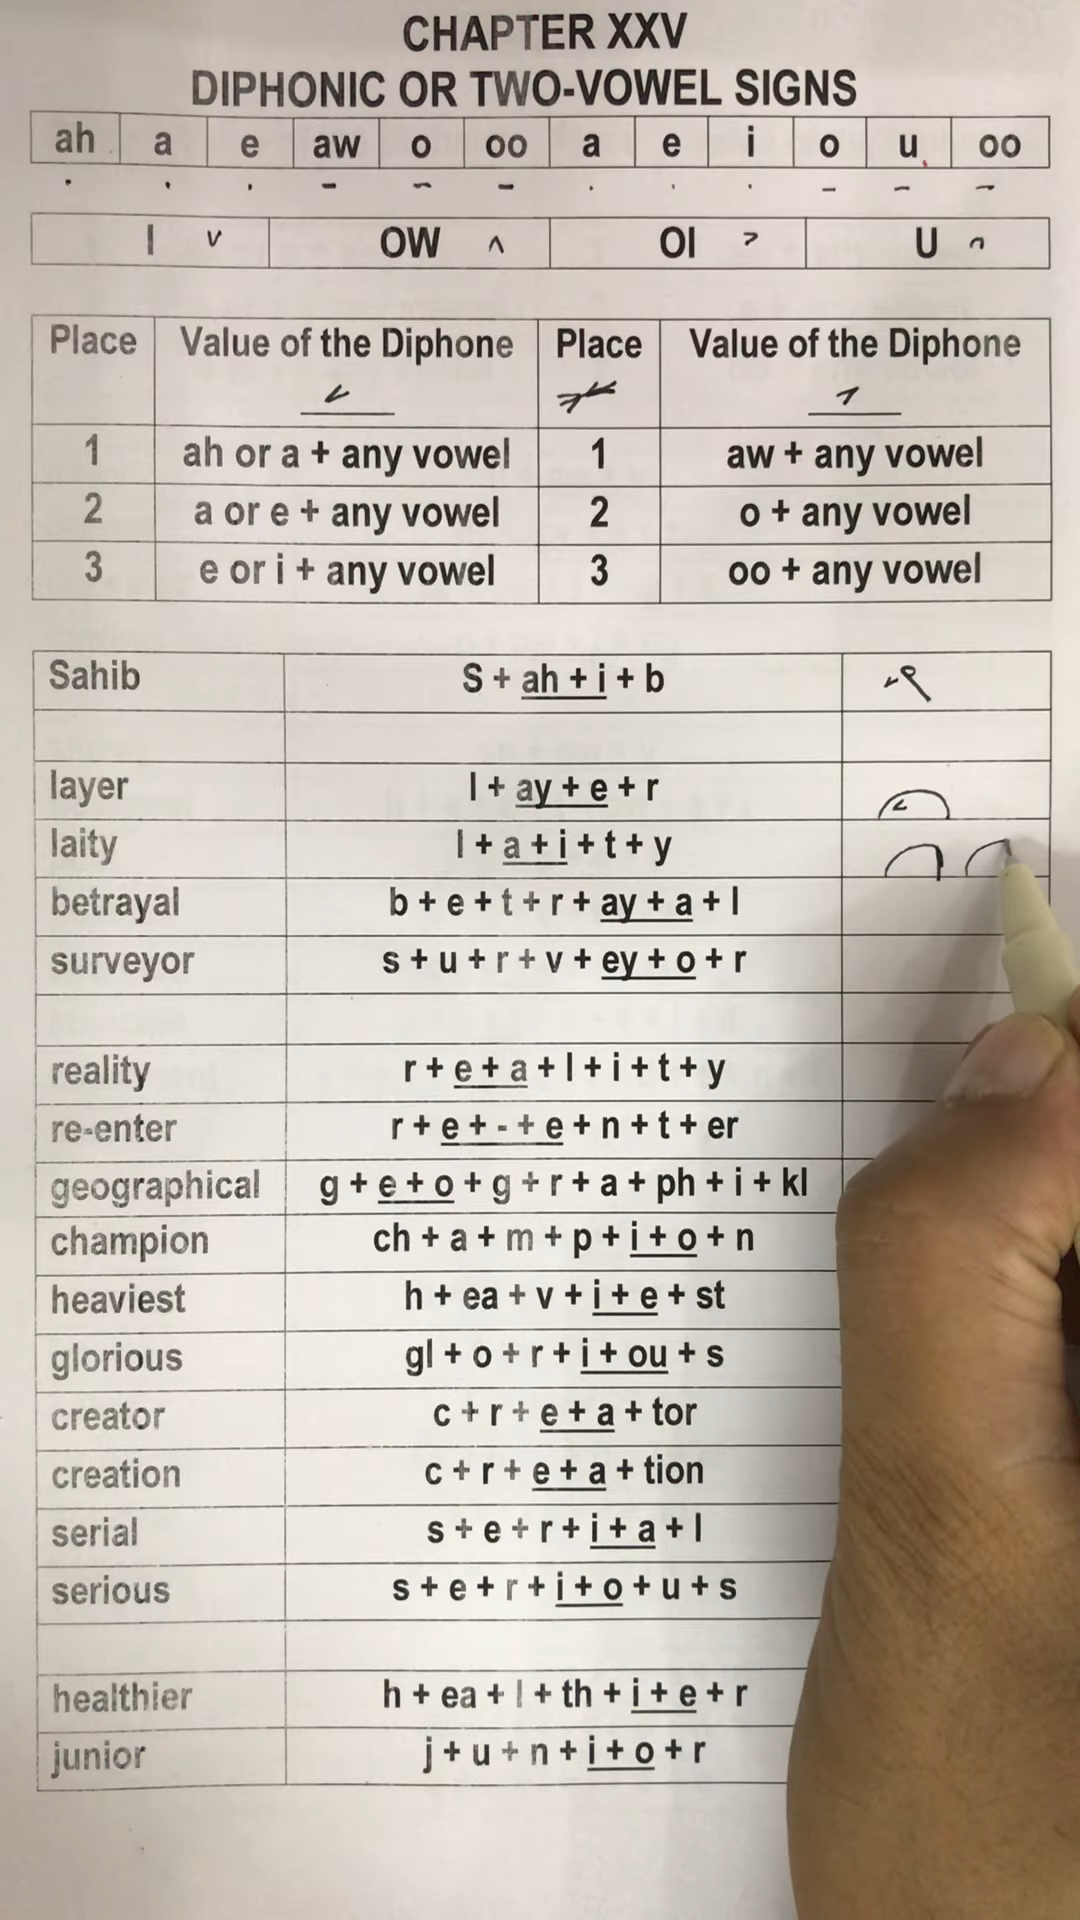 CHAPTER XXV
DIPHONIC OR TWO-VOWEL SIGNS
ah a e aw o oo a e i o u oo
I OW OI U
Place Value of the Diphone Place Value of the Diphone
1 ah or a + any vowel 1 aw + any vowel
2 a or e + any vowel 2 o + any vowel
3 e or i + any vowel 3 oo + any vowel
Sahib S + ah + i + b
layer l + ay + e + r
laity l + a + i + t + y
betrayal b + e + t + r + ay + a + l
surveyor s + u + r + v + ey + o + r
reality r + e + a + l + i + t + y
re-enter r + e + - + e + n + t + er
geographical g + e + o + g + r + a + ph + i + kl
champion ch + a + m + p + i + o + n
heaviest h + ea + v + i + e + st
glorious gl + o + r + i + ou + s
creator c + r + e + a + tor
creation c + r + e + a + tion
serial s + e + r + i + a + l
serious s + e + r + i + o + u + s
healthier h + ea + l + th + i + e + r
junior j + u + n + i + o + r